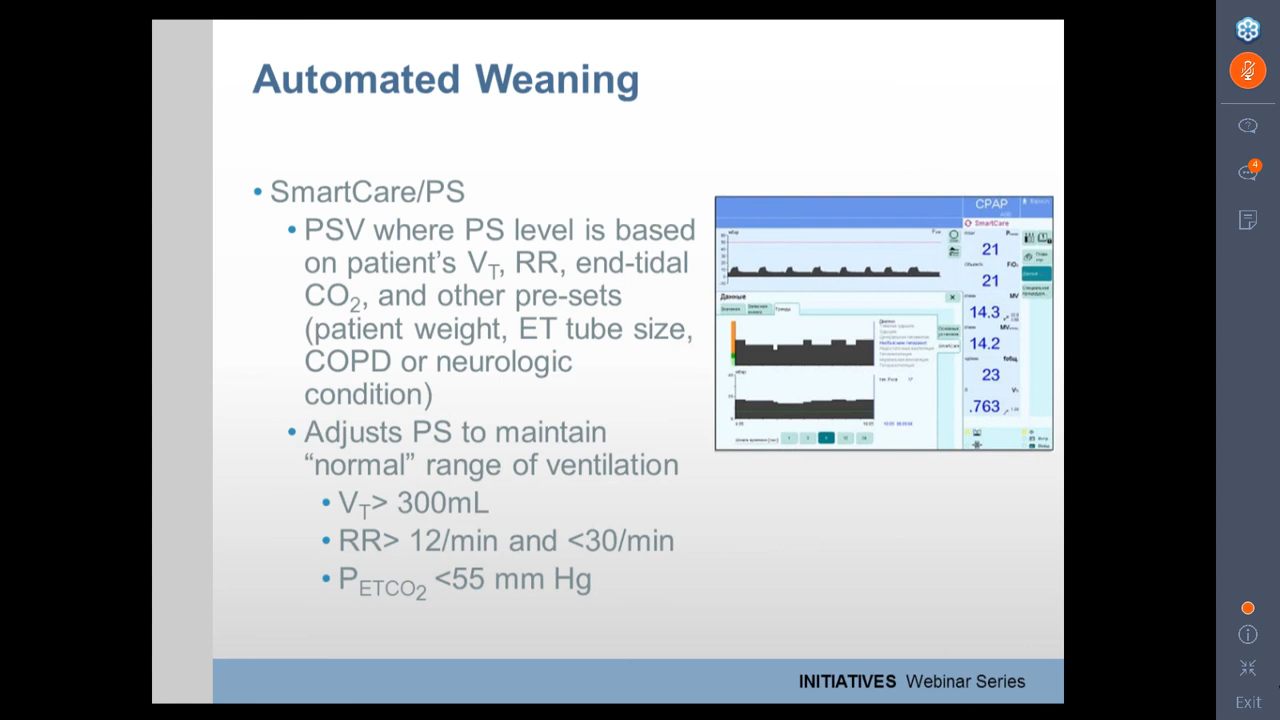 Automated Weaning
• SmartCare/PS
• PSV where PS level is based
on patient's VT, RR, end-tidal
CO2, and other pre-sets
(patient weight, ET tube size,
COPD or neurologic
condition)
• Adjusts PS to maintain
“normal” range of ventilation
• VT> 300mL
• RR> 12/min and <30/min
• PETCO2 <55 mm Hg
CPAP
SmartCare
21
FiO₂
21
MV
14.3
14.2
23
.763
Данные
INITIATIVES Webinar Series
4
Exit